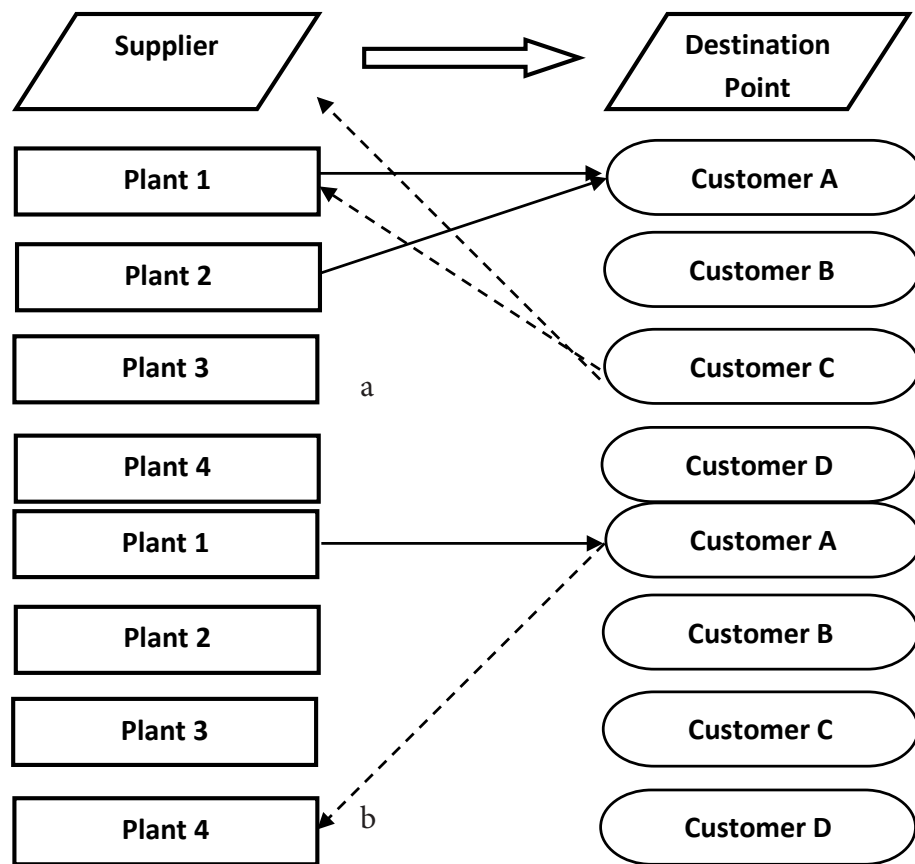 Supplier
Destination
Point
Plant 1
Customer A
Plant 2
Customer B
Plant 3
a
Customer C
Plant 4
Customer D
Plant 1
Customer A
Plant 2
Customer B
Plant 3
Customer C
Plant 4
b
Customer D